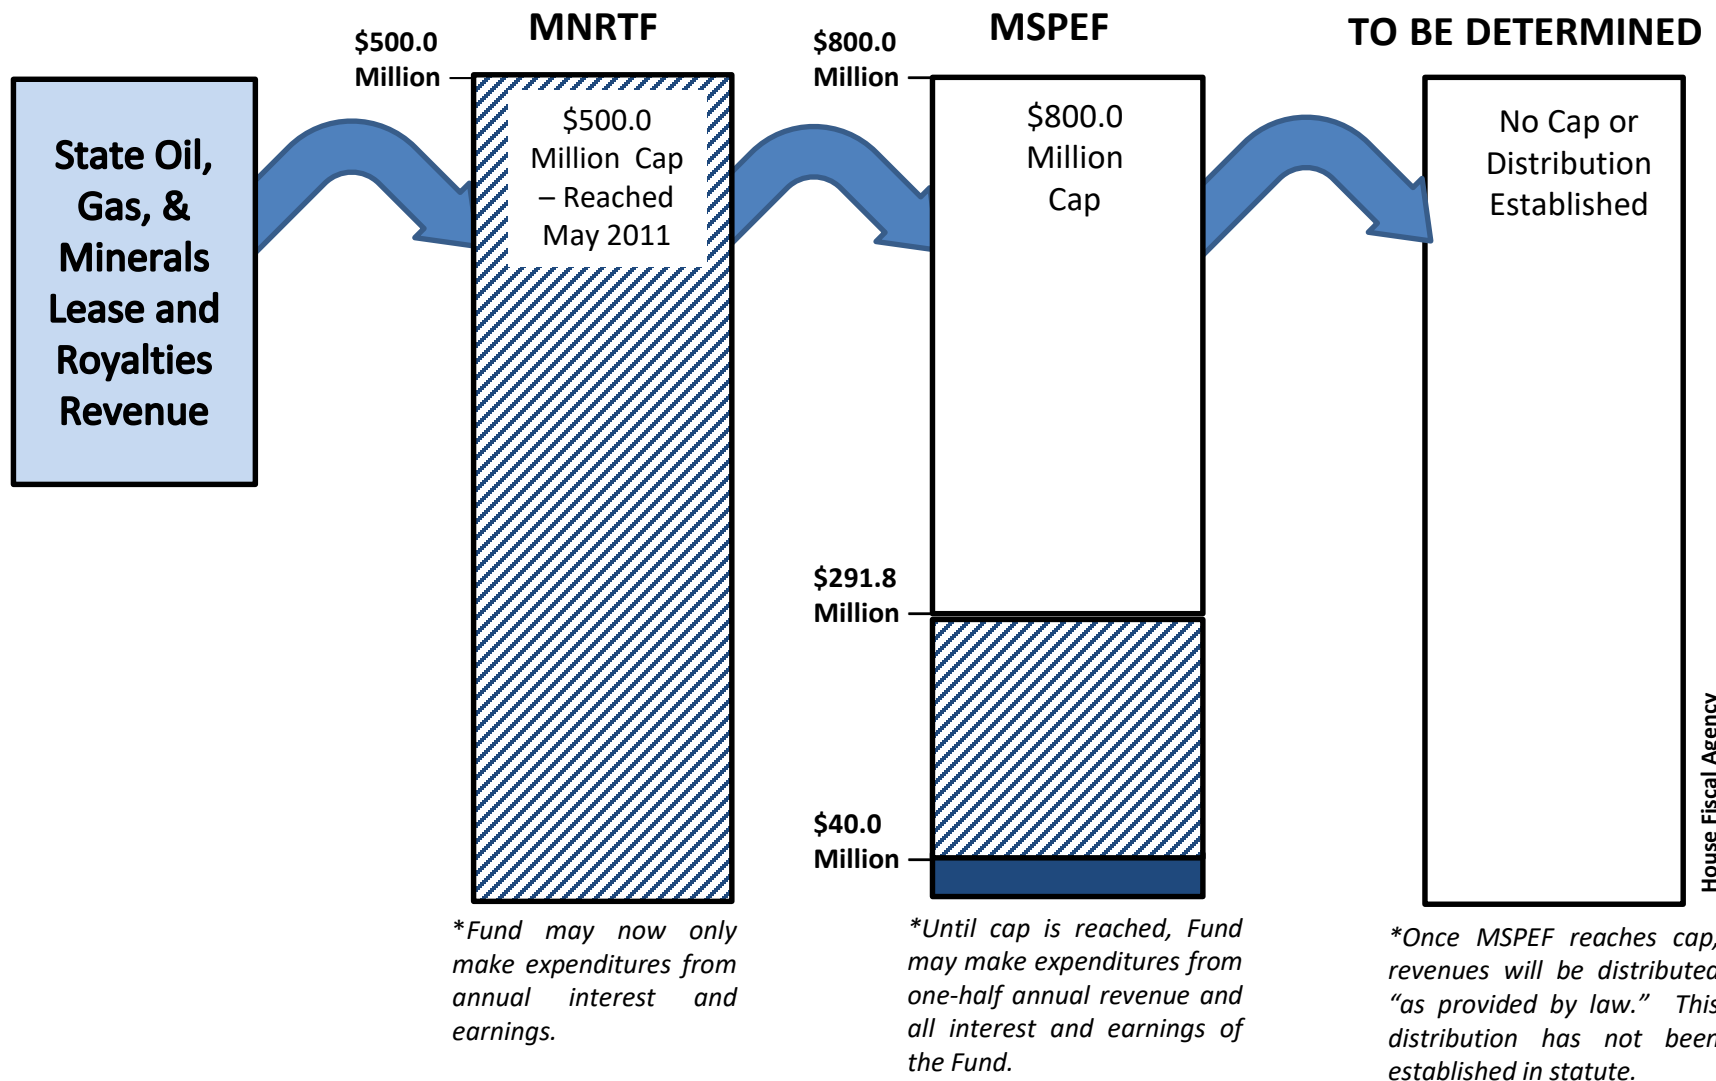 State Oil,
Gas, &
Minerals
Lease and
Royalties
Revenue
MNRTF
$500.0
Million
$500.0
Million Cap
– Reached
May 2011
*Fund may now only
make expenditures from
annual interest and
earnings.
MSPEF
$800.0
Million
$800.0
Million
Cap
$291.8
Million
$40.0
Million
*Until cap is reached, Fund
may make expenditures from
one-half annual revenue and
all interest and earnings of
the Fund.
TO BE DETERMINED
No Cap or
Distribution
Established
*Once MSPEF reaches cap,
revenues will be distributed
“as provided by law.” This
distribution has not been
established in statute.
House Fiscal Agency